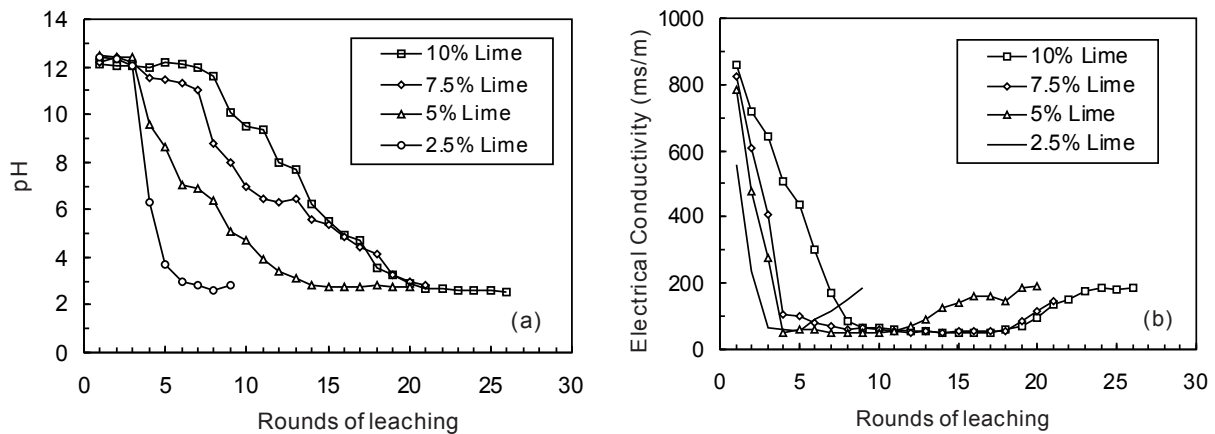 14
12
10
8
6
4
2
0
pH
10% Lime
7.5% Lime
5% Lime
2.5% Lime
(a)
0 5 10 15 20 25 30
Rounds of leaching
1000
800
600
400
200
0
Electrical Conductivity (ms/m)
10% Lime
7.5% Lime
5% Lime
2.5% Lime
(b)
0 5 10 15 20 25 30
Rounds of leaching